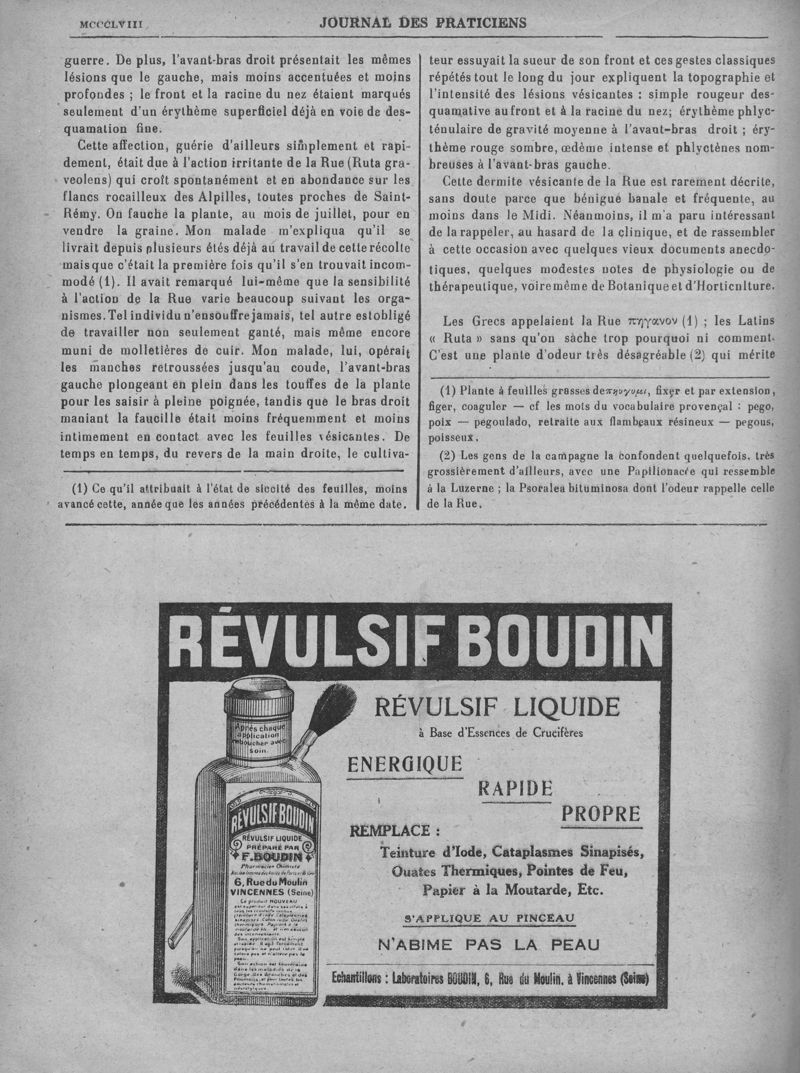 MCCCLVIII
JOURNAL DES PRATICIENS
guerre. De plus, l'avant-bras droit présentait les mêmes
lésions que le gauche, mais moins accentuées et moins
profondes ; le front et la racine du nez étaient marqués
seulement d'un érythème superficiel déjà en voie de des-
quamation fine.
Cette affection, guérie d'ailleurs simplement et rapi-
dement, était due à l'action irritante de la Rue (Ruta gra-
veolens) qui croît spontanément et en abondance sur les
flancs rocailleux des Alpilles, toutes proches de Saint-
Rémy. On fauche la plante, au mois de juillet, pour en
vendre la graine. Mon malade m'expliqua qu'il se
livrait depuis plusieurs étés déjà au travail de cette récolte
mais que c'était la première fois qu'il s'en trouvait incom-
modé (1). Il avait remarqué lui-même que la sensibilité
à l'action de la Rue varie beaucoup suivant les orga-
nismes. Tel individu n'en souffre jamais, tel autre est obligé
de travailler non seulement ganté, mais même encore
muni de molletières de cuir. Mon malade, lui, opérait
les manches retroussées jusqu'au coude, l'avant-bras
gauche plongeant en plein dans les touffes de la plante
pour les saisir à pleine poignée, tandis que le bras droit
maniant la faucille était moins fréquemment et moins
intimement en contact avec les feuilles vésicantes. De
temps en temps, du revers de la main droite, le cultiva-
(1) Ce qu'il attribuait à l'état de siccité des feuilles, moins
avancé cette, année que les années précédentes à la même date.
teur essuyait la sueur de son front et ces gestes classiques
répétés tout le long du jour expliquent la topographie et
l'intensité des lésions vésicantes : simple rougeur des-
quamative au front et à la racine du nez; érythème phlyc-
ténulaire de gravité moyenne à l'avant-bras droit ; éry-
thème rouge sombre, œdème intense et phlyctènes nom-
breuses à l'avant-bras gauche.
Cette dermite vésicante de la Rue est rarement décrite,
sans doute parce que bénigne banale et fréquente, au
moins dans le Midi. Néanmoins, il m'a paru intéressant
de la rappeler, au hasard de la clinique, et de rassembler
à cette occasion avec quelques vieux documents anecdo-
tiques, quelques modestes notes de physiologie ou de
thérapeutique, voire même de Botanique et d'Horticulture.
Les Grecs appelaient la Rue πηγανον (1) ; les Latins
« Ruta » sans qu'on sache trop pourquoi ni comment.
C'est une plante d'odeur très désagréable (2) qui mérite
(1) Plante à feuilles grasses de πηγνυμι, fixer et par extension,
figer, coaguler — cf les mots du vocabulaire provençal : pego,
poix — pegoulado, retraite aux flambeaux résineux — pegous,
poisseux.
(2) Les gens de la campagne la confondent quelquefois, très
grossièrement d'ailleurs, avec une Papilionacée qui ressemble
à la Luzerne ; la Psoralea bituminosa dont l'odeur rappelle celle
de la Rue.
RÉVULSIF BOUDIN
RÉVULSIF LIQUIDE
à Base d'Essences de Crucifères
ENERGIQUE
RAPIDE
PROPRE
REMPLACE :
Teinture d'Iode, Cataplasmes Sinapisés,
Ouates Thermiques, Pointes de Feu,
Papier à la Moutarde, Etc.
S'APPLIQUE AU PINCEAU
N'ABIME PAS LA PEAU
Echantillons : Laboratoires BOUDIN, 6, Rue du Moulin, à Vincennes (Seine)
Après chaque
application
reboucher avec
soin.
RÉVULSIF BOUDIN
RÉVULSIF LIQUIDE
PRÉPARÉ PAR
F. BOUDIN
Pharmacien Chimiste
6, Rue du Moulin
VINCENNES (Seine)
Ce produit NOUVEAU